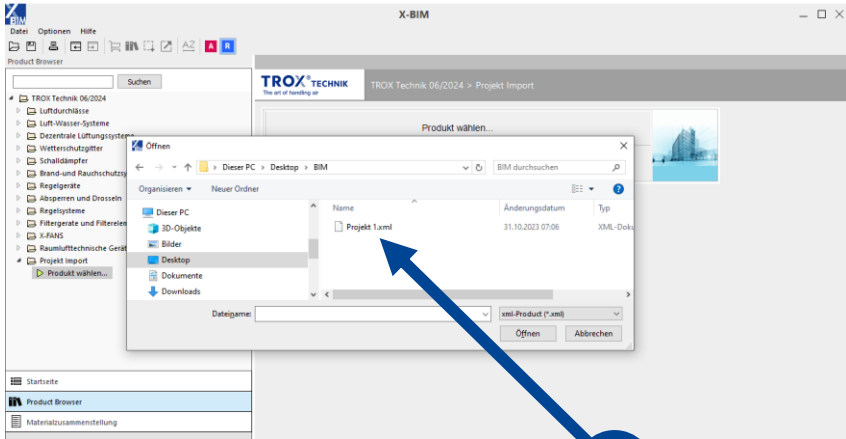 X-BIM
Datei Optionen Hilfe
A Z A R
Product Browser
Suchen
TROX Technik 06/2024
Luftdurchlässe
Luft-Wasser-Systeme
Dezentrale Lüftungssysteme
Wetterschutzgitter
Schalldämpfer
Brand-und Rauchschutzsy
Regelgeräte
Absperren und Drosseln
Regelsysteme
Filtergeräte und Filterelem
X-FANS
Raumlufttechnische Gerät
Projekt Import
Produkt wählen...
TROX® TECHNIK
The art of handling air
TROX Technik 06/2024 > Projekt Import
Produkt wählen...
Öffnen
Dieser PC > Desktop > BIM
BIM durchsuchen
Organisieren
Neuer Ordner
Dieser PC
3D-Objekte
Bilder
Desktop
Dokumente
Downloads
Name Änderungsdatum Typ
Projekt 1.xml 31.10.2023 07:06 XML-Doku
Dateiname:
xml-Product (*.xml)
Öffnen Abbrechen
Startseite
Product Browser
Materialzusammenstellung